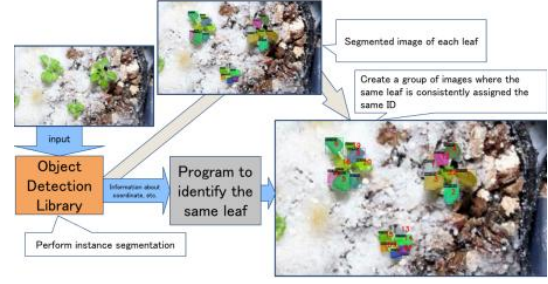 Segmented image of each leaf
Create a group of images where the
same leaf is consistently assigned the
same ID
input
Object
Detection
Library
Information about
coordinate, etc.
Program to
identify the
same leaf
Perform instance segmentation
13